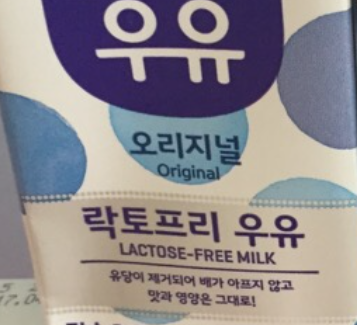 우유
오리지널
Original
락토프리 우유
LACTOSE-FREE MILK
유당이 제거되어 배가 아프지 않고
맛과 영양은 그대로!